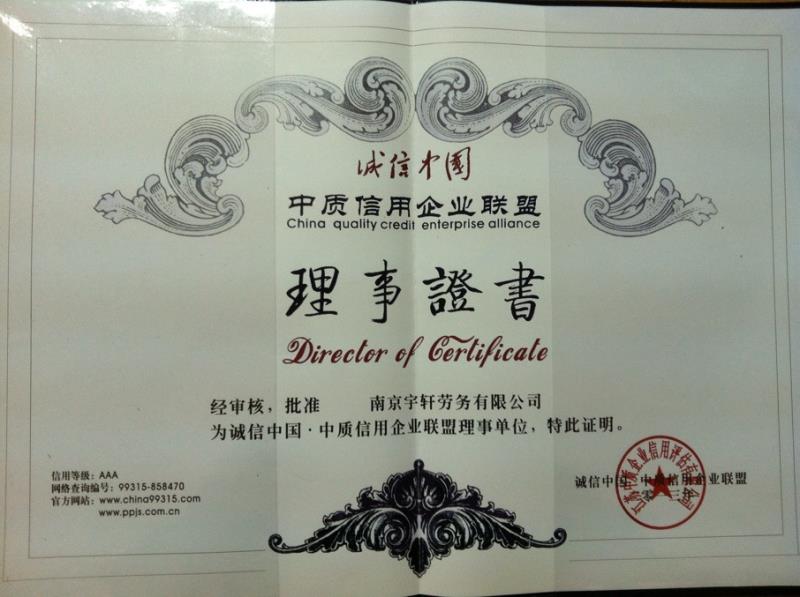 诚信中国
中质信用企业联盟
China quality credit enterprise alliance
理事證書
Director of Certificate
经审核，批准 南京宇轩劳务有限公司
为诚信中国·中质信用企业联盟理事单位，特此证明。
信用等级：AAA
网络查询编号：99315-858470
官方网站：www.china99315.com
www.ppjs.com.cn
诚信中国·中质信用企业联盟